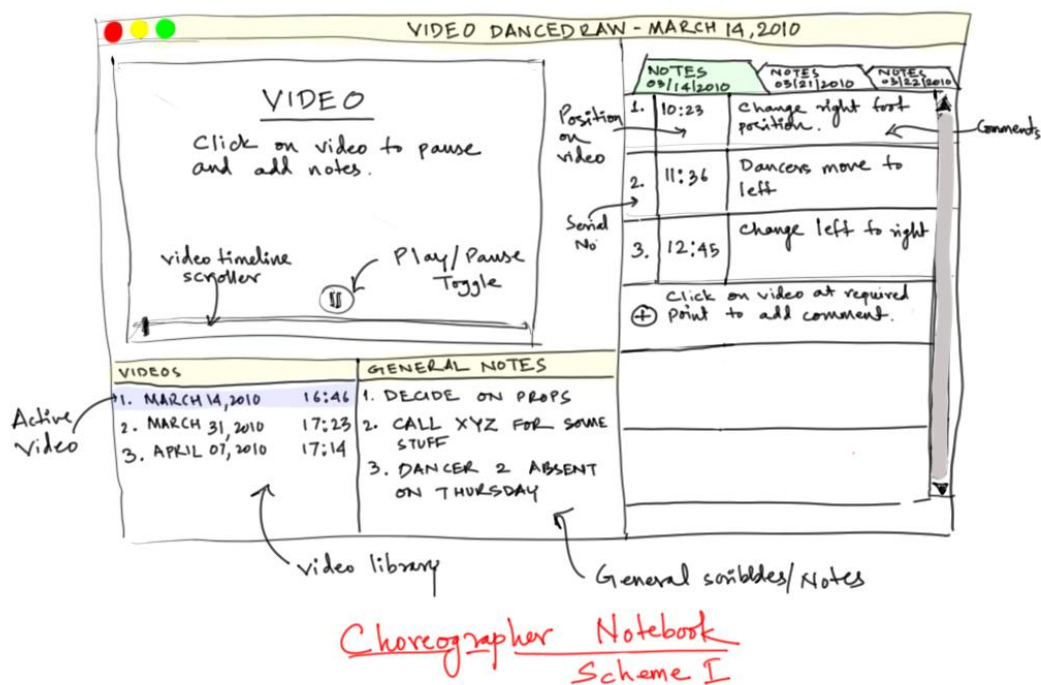 VIDEO DANCEDRAW - MARCH 14, 2010
VIDEO
Click on video to pause
and add notes.
video timeline
scroller
Play/Pause
Toggle
NOTES
03/14/2010
NOTES
03/21/2010
NOTES
03/22/2010
Position
on
video
1. 10:23 Change right foot
position.
Comments
2. 11:36 Dancers move to
left
Serial
No
3. 12:45 Change left to right
+ Click on video at required
point to add comment.
VIDEOS
1. MARCH 14, 2010 16:46
2. MARCH 31, 2010 17:23
3. APRIL 07, 2010 17:14
Active
Video
GENERAL NOTES
1. DECIDE ON PROPS
2. CALL XYZ FOR SOME
STUFF
3. DANCER 2 ABSENT
ON THURSDAY
video library
General scribbles/Notes
Choreographer Notebook
Scheme I